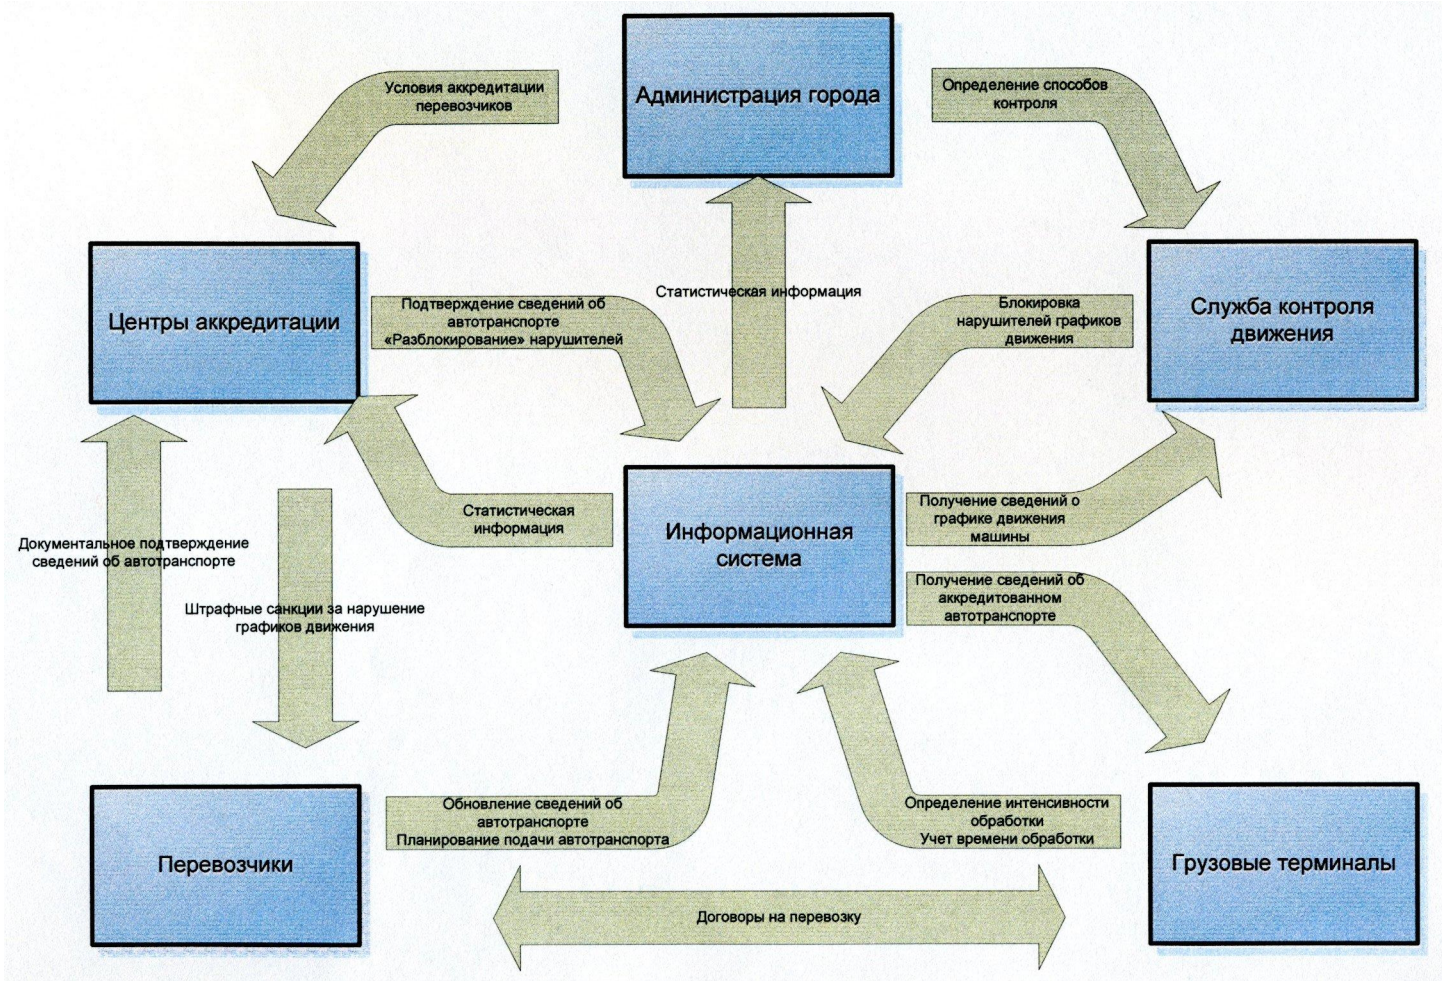 Администрация города
Условия аккредитации
перевозчиков
Определение способов
контроля
Центры аккредитации
Подтверждение сведений об
автотранспорте
«Разблокирование» нарушителей
Статистическая информация
Блокировка
нарушителей графиков
движения
Служба контроля
движения
Статистическая
информация
Информационная
система
Получение сведений о
графике движения
машины
Получение сведений об
аккредитованном
автотранспорте
Документальное подтверждение
сведений об автотранспорте
Штрафные санкции за нарушение
графиков движения
Перевозчики
Обновление сведений об
автотранспорте
Планирование подачи автотранспорта
Определение интенсивности
обработки
Учет времени обработки
Грузовые терминалы
Договоры на перевозку